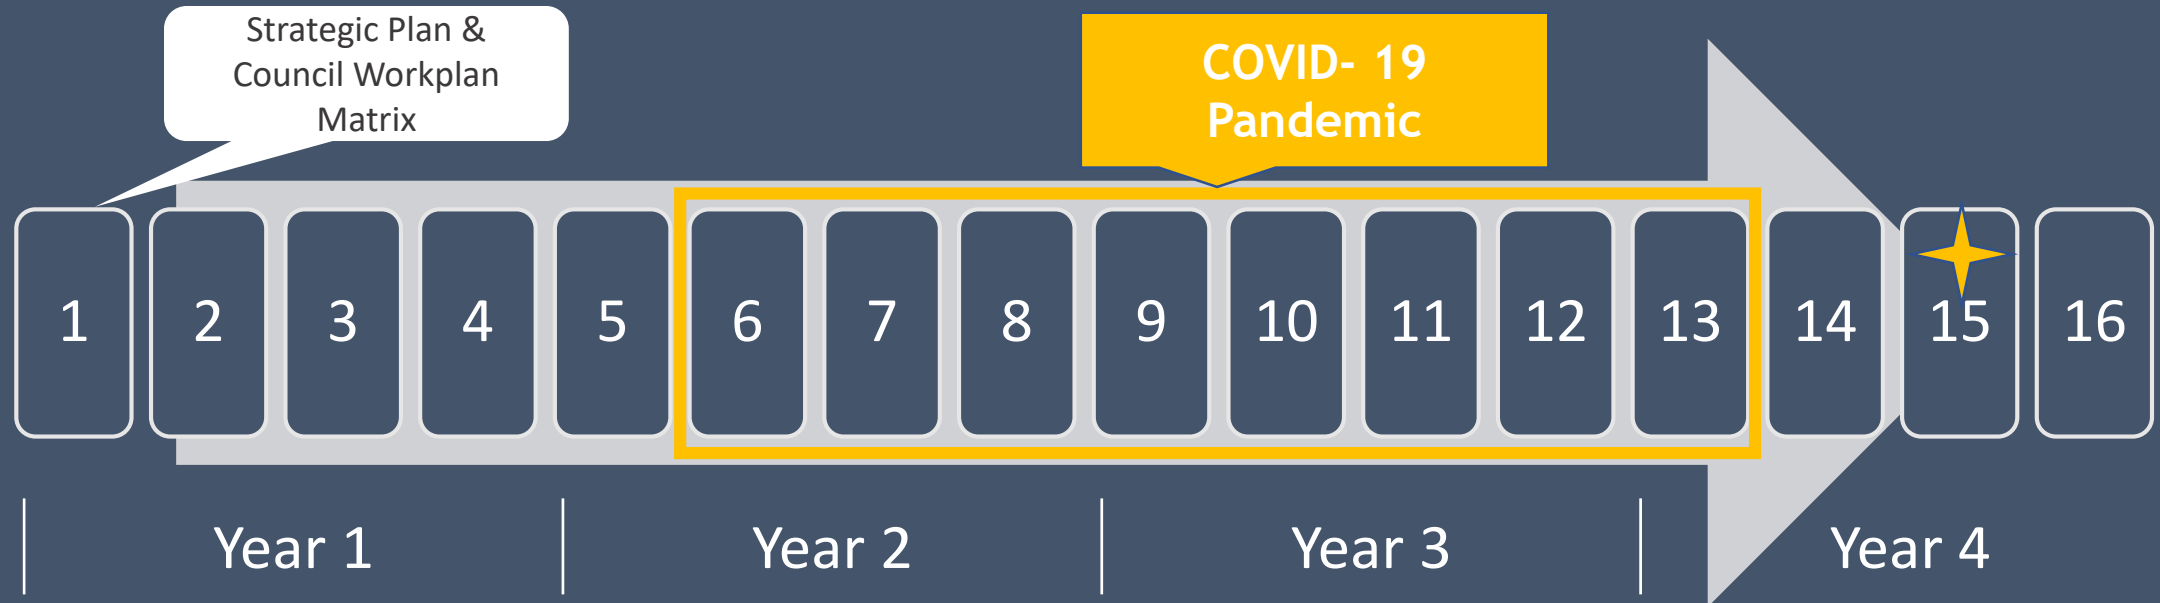 Strategic Plan &
Council Workplan
Matrix
COVID- 19
Pandemic
1 2 3 4 5 6 7 8 9 10 11 12 13 14 15 16
Year 1 Year 2 Year 3 Year 4